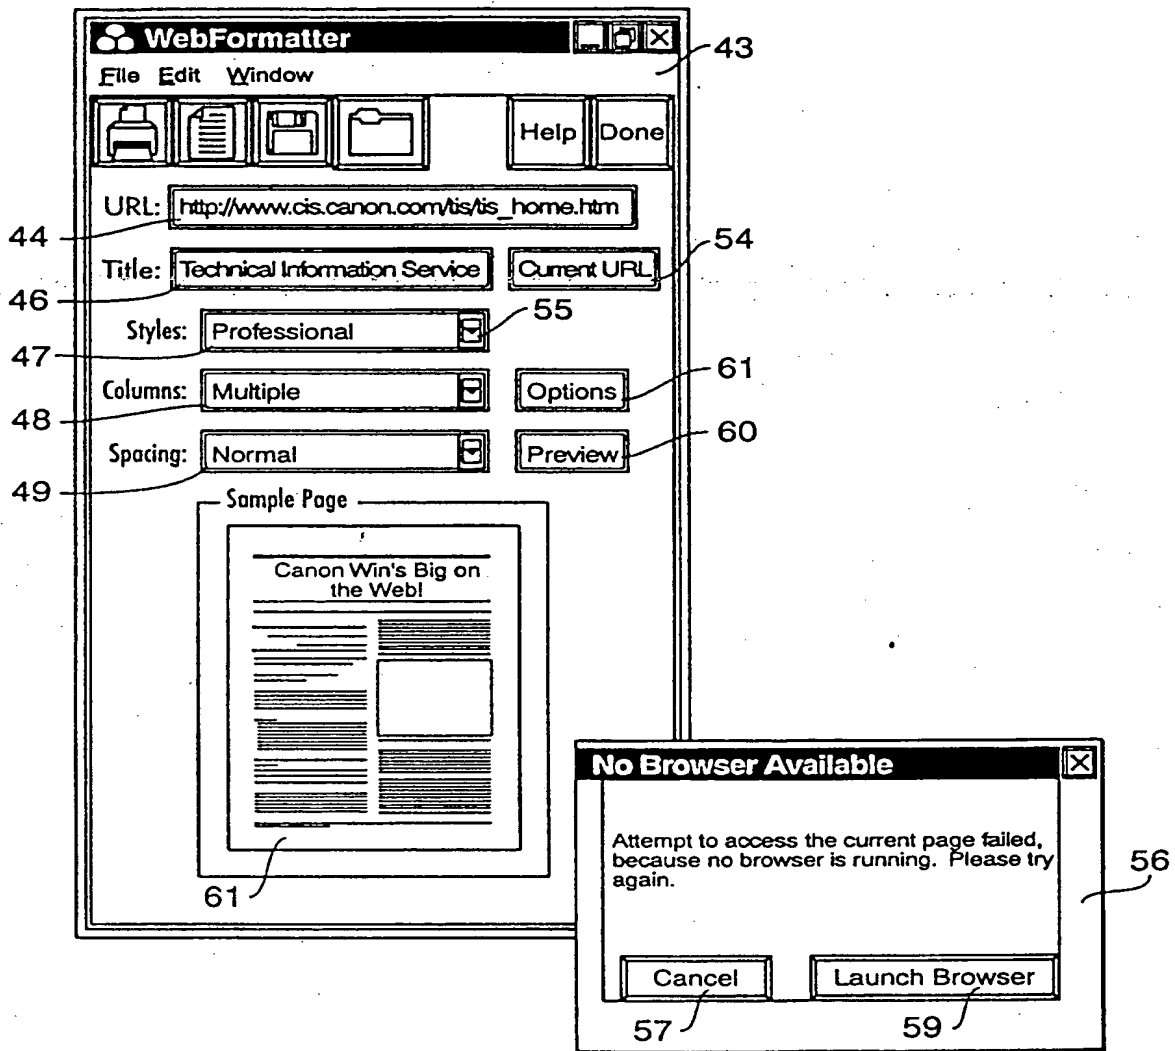 WebFormatter
43
File Edit Window
Help Done
URL: http://www.cis.canon.com/tis/tis_home.htm
44
54
Title: Technical Information Service Current URL
46
55
Styles: Professional
47
61
Columns: Multiple Options
48
60
Spacing: Normal Preview
49
Sample Page
Canon Win's Big on
the Web!
61
No Browser Available
Attempt to access the current page failed,
because no browser is running. Please try
again.
56
Cancel Launch Browser
57 59